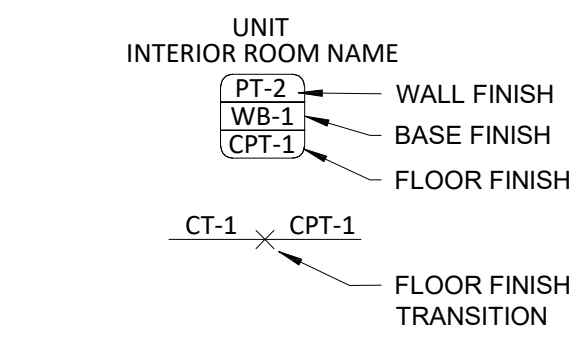 UNIT
INTERIOR ROOM NAME
PT-2
WALL FINISH
WB-1
BASE FINISH
CPT-1
FLOOR FINISH
CT-1 CPT-1
FLOOR FINISH
TRANSITION